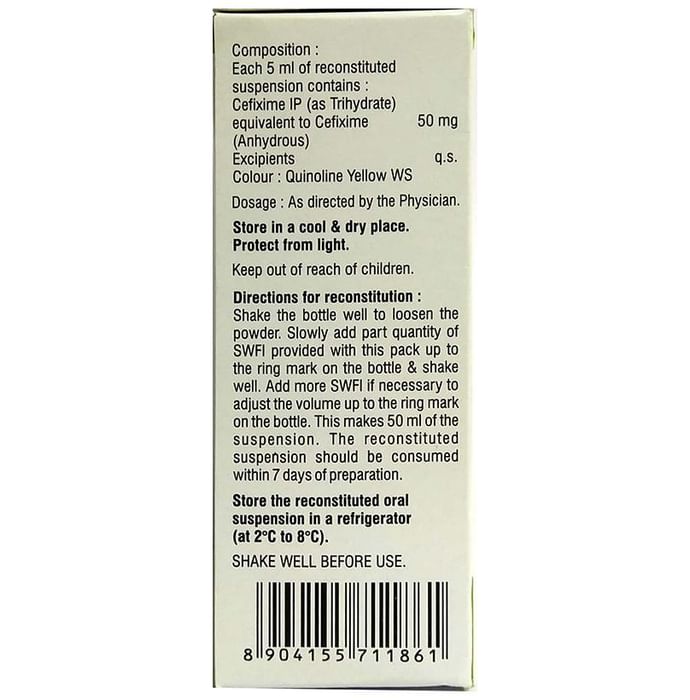 Composition :
Each 5 ml of reconstituted
suspension contains :
Cefixime IP (as Trihydrate)
equivalent to Cefixime 50 mg
(Anhydrous)
Excipients q.s.
Colour : Quinoline Yellow WS
Dosage : As directed by the Physician.
Store in a cool & dry place.
Protect from light.
Keep out of reach of children.
Directions for reconstitution :
Shake the bottle well to loosen the
powder. Slowly add part quantity of
SWFI provided with this pack up to
the ring mark on the bottle & shake
well. Add more SWFI if necessary to
adjust the volume up to the ring mark
on the bottle. This makes 50 ml of the
suspension. The reconstituted
suspension should be consumed
within 7 days of preparation.
Store the reconstituted oral
suspension in a refrigerator
(at 2°C to 8°C).
SHAKE WELL BEFORE USE.
8 904155 711861